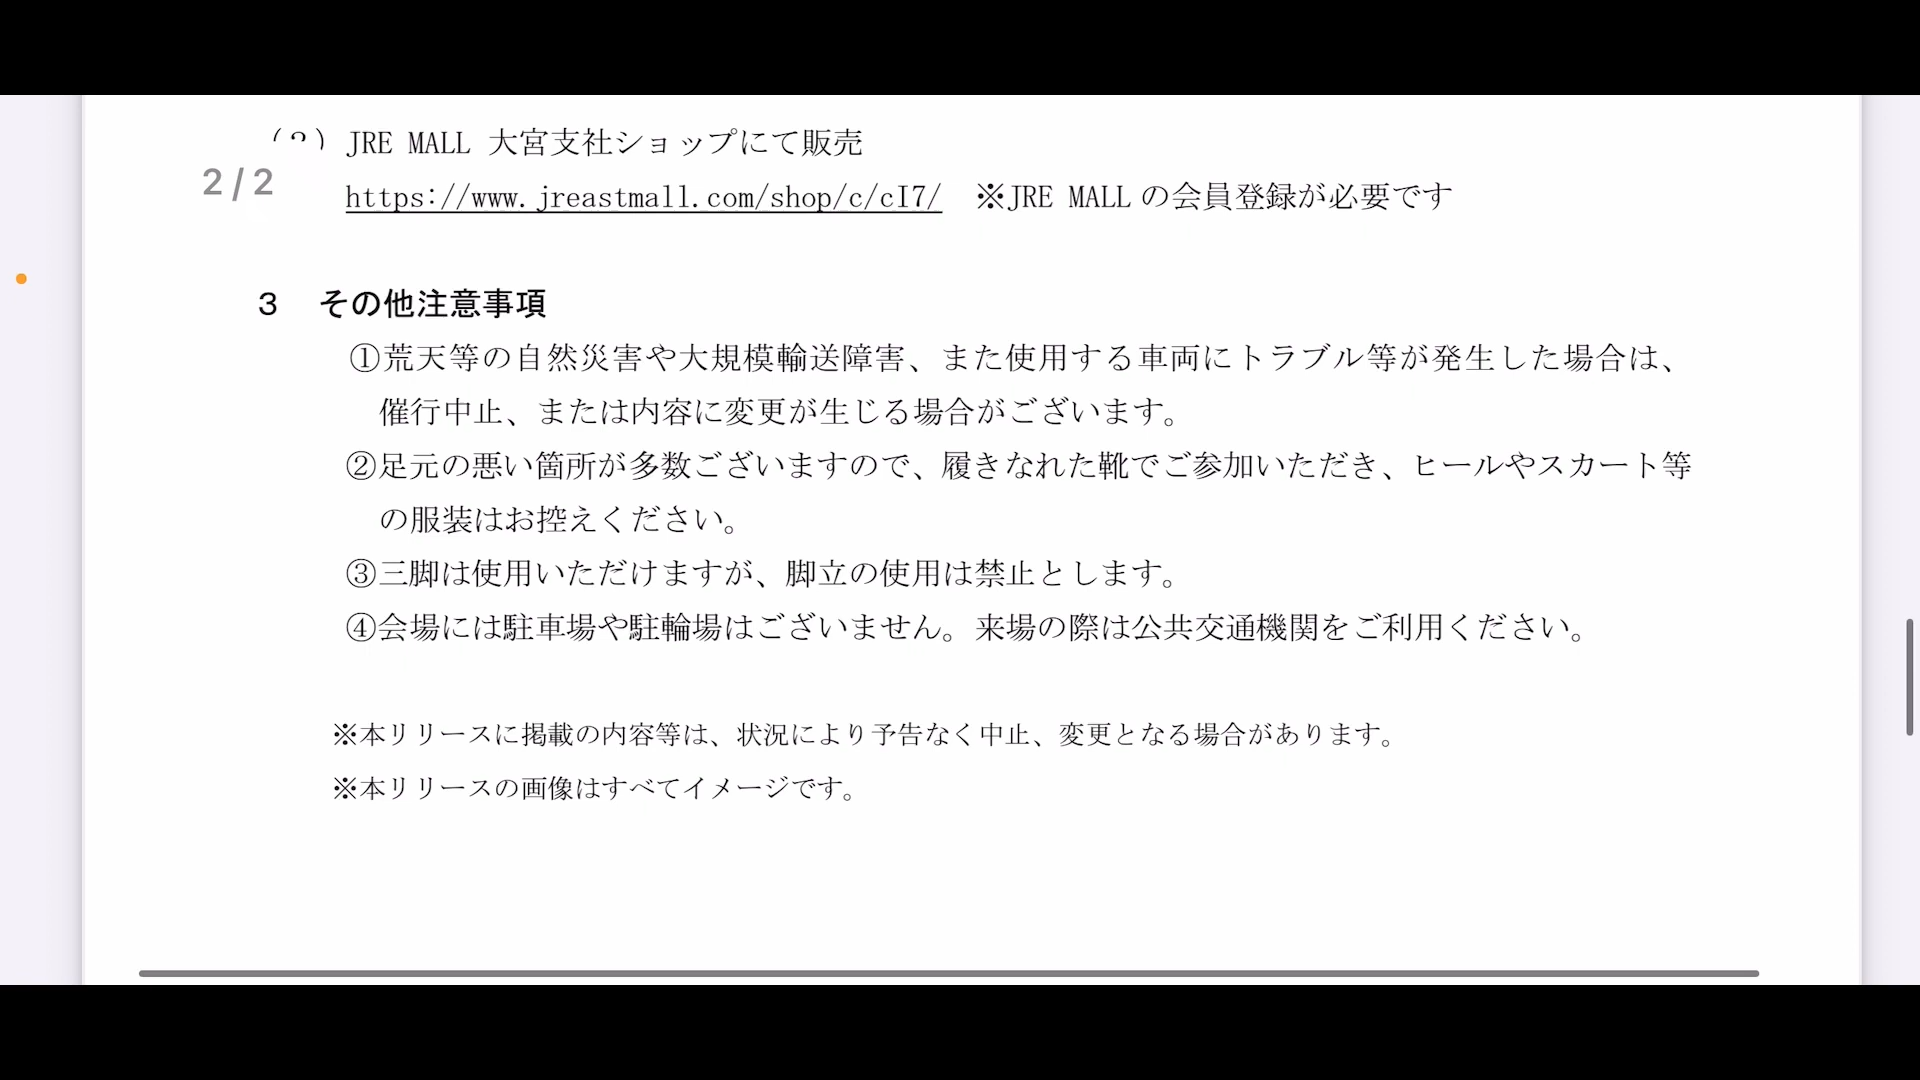 JRE MALL 大宮支社ショップにて販売
2/2
https://www.jreastmall.com/shop/c/cI7/ ※JRE MALLの会員登録が必要です
3 その他注意事項
①荒天等の自然災害や大規模輸送障害、また使用する車両にトラブル等が発生した場合は、
催行中止、または内容に変更が生じる場合がございます。
②足元の悪い箇所が多数ございますので、履きなれた靴でご参加いただき、ヒールやスカート等
の服装はお控えください。
③三脚は使用いただけますが、脚立の使用は禁止とします。
④会場には駐車場や駐輪場はございません。来場の際は公共交通機関をご利用ください。
※本リリースに掲載の内容等は、状況により予告なく中止、変更となる場合があります。
※本リリースの画像はすべてイメージです。